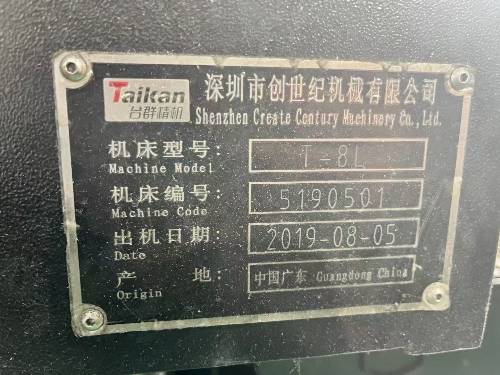 Taikan
台群精机
深圳市创世纪机械有限公司
Shenzhen Create Century Machinery Co., Ltd.
机床型号: T-8L
Machine Model
机床编号: 5190501
Machine Code
出机日期: 2019-08-05
Date
产 地: 中国广东 Guangdong China
Origin